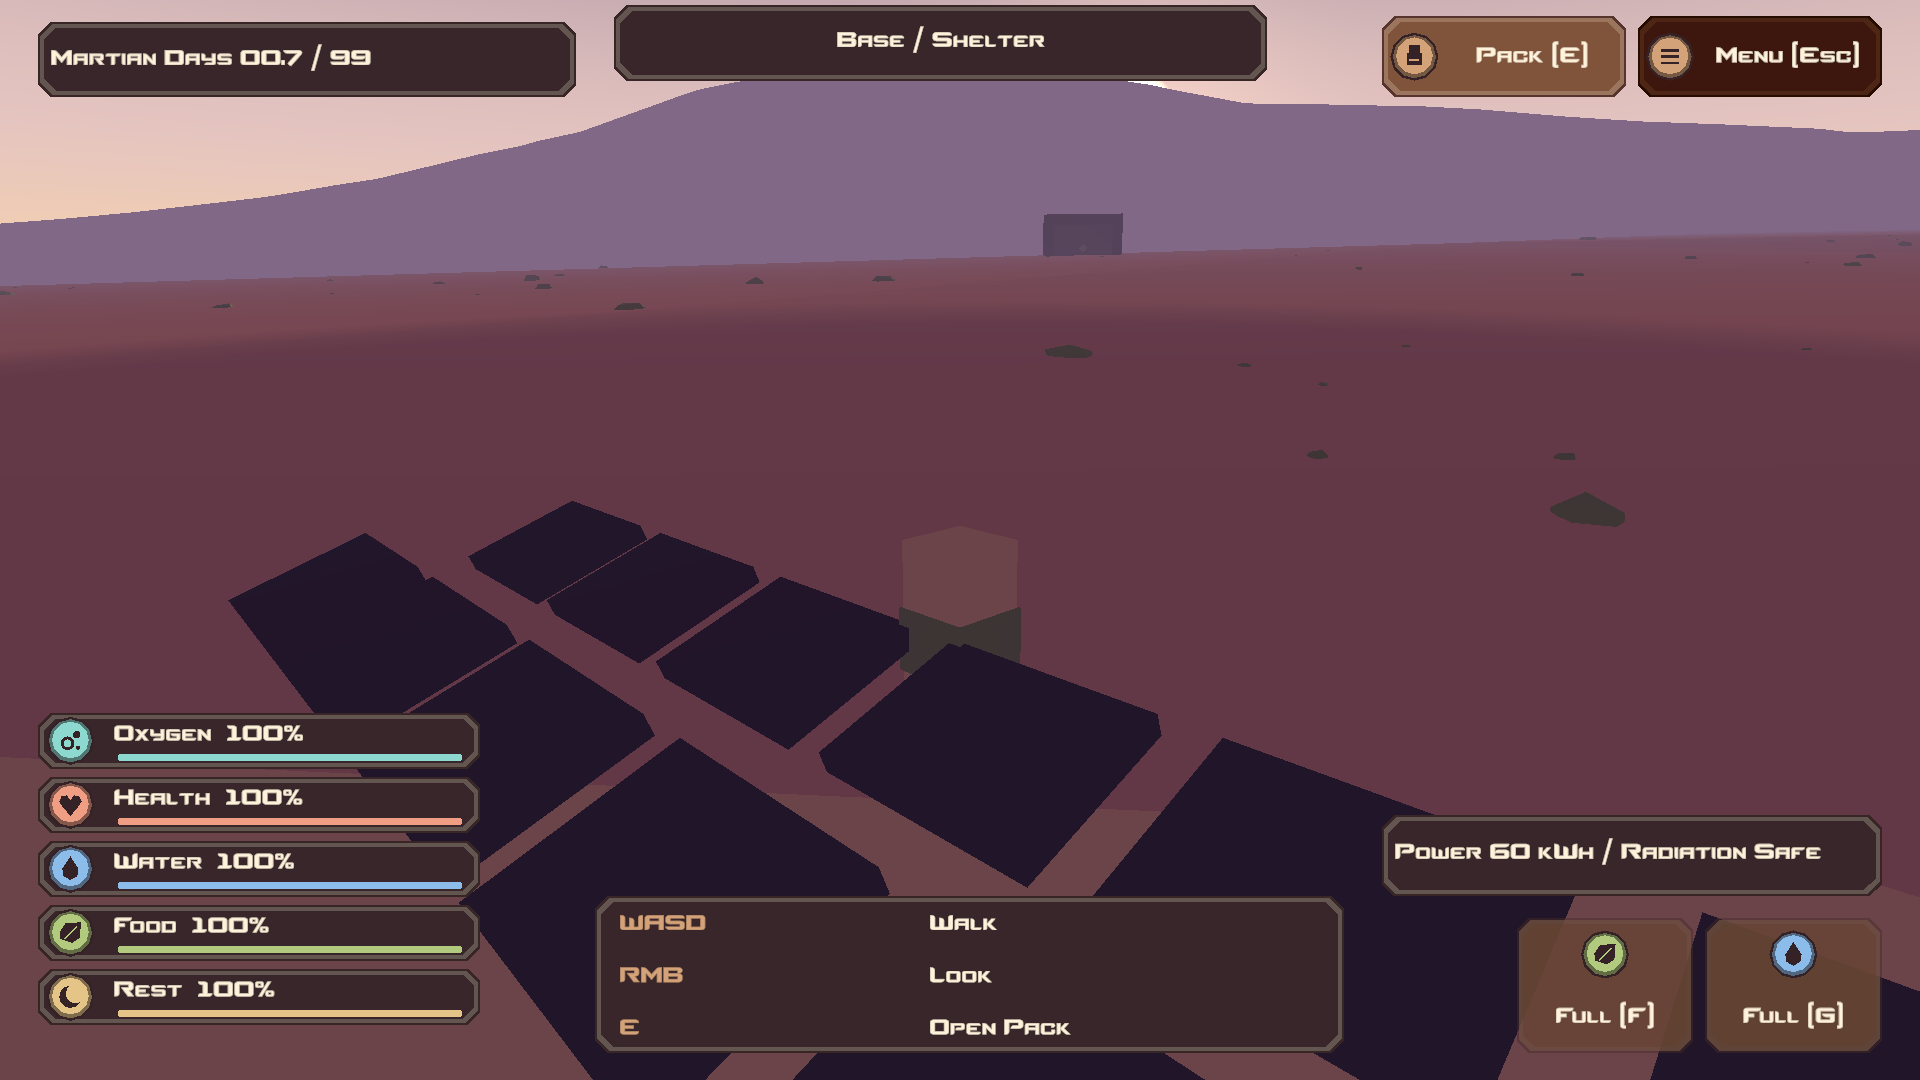 Martian Days 00.7 / 99
Base / Shelter
Pack [E]
Menu [Esc]
Oxygen 100%
Health 100%
Water 100%
Food 100%
Rest 100%
WASD Walk
RMB Look
E Open Pack
Power 60 kWh / Radiation Safe
Full [F]
Full [G]